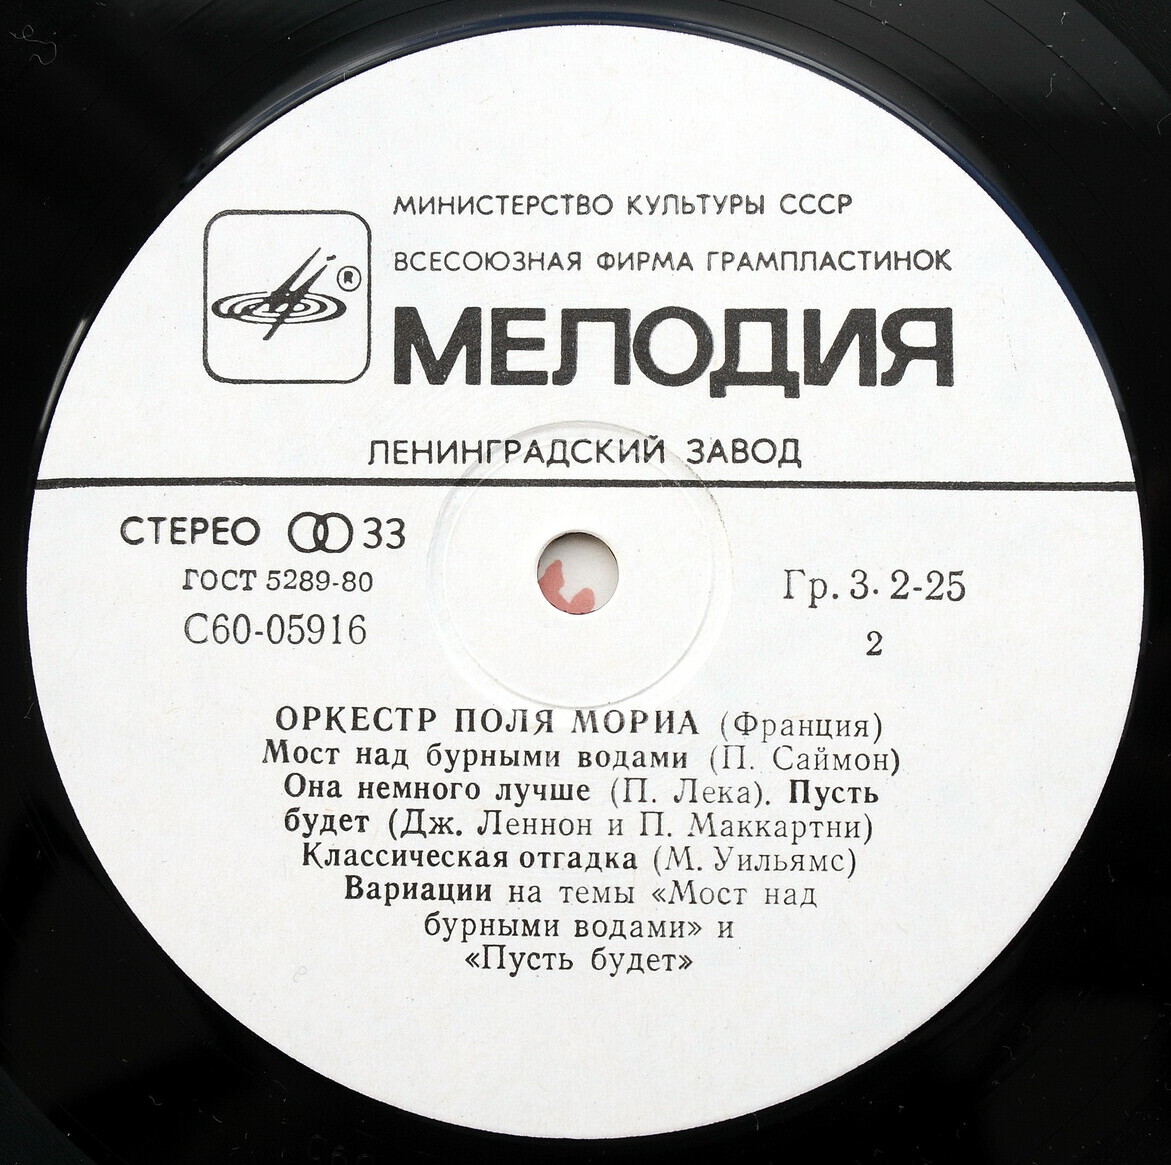 МИНИСТЕРСТВО КУЛЬТУРЫ СССР
ВСЕСОЮЗНАЯ ФИРМА ГРАМПЛАСТИНОК
®
МЕЛОДИЯ
ЛЕНИНГРАДСКИЙ ЗАВОД
СТЕРЕО 33
ГОСТ 5289-80
С60-05916
Гр. 3. 2-25
2
ОРКЕСТР ПОЛЯ МОРИА (Франция)
Мост над бурными водами (П. Саймон)
Она немного лучше (П. Лека). Пусть
будет (Дж. Леннон и П. Маккартни)
Классическая отгадка (М. Уильямс)
Вариации на темы «Мост над
бурными водами» и
«Пусть будет»